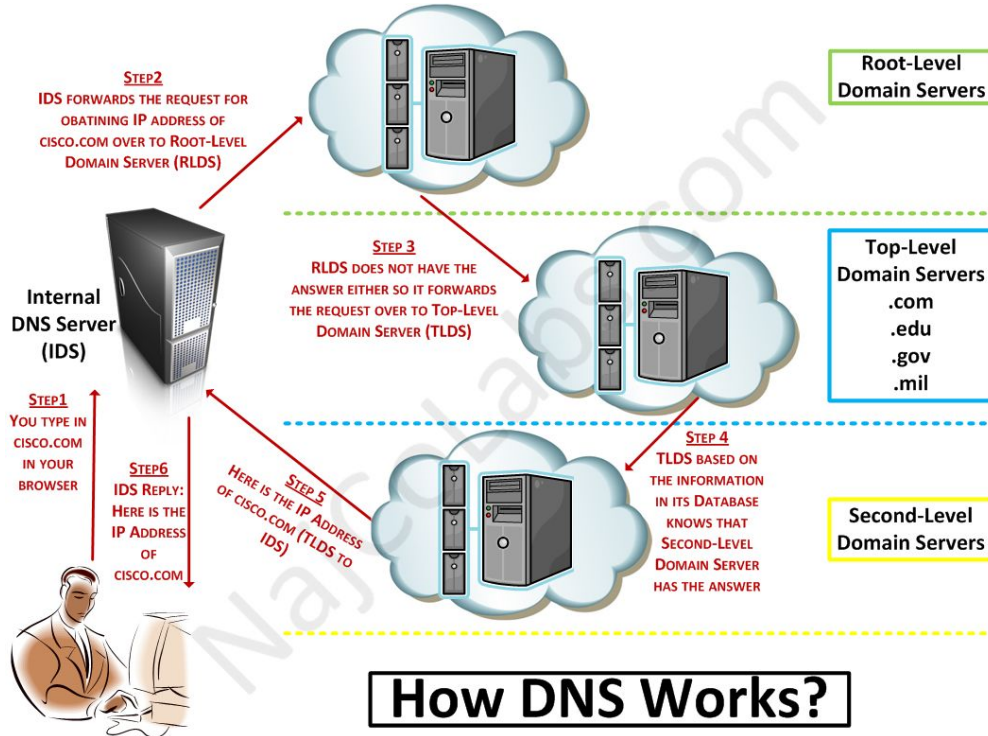 STEP2
IDS FORWARDS THE REQUEST FOR
OBATINING IP ADDRESS OF
CISCO.COM OVER TO ROOT-LEVEL
DOMAIN SERVER (RLDS)
Root-Level
Domain Servers
STEP 3
RLDS DOES NOT HAVE THE
ANSWER EITHER SO IT FORWARDS
THE REQUEST OVER TO TOP-LEVEL
DOMAIN SERVER (TLDS)
Top-Level
Domain Servers
.com
.edu
.gov
.mil
Internal
DNS Server
(IDS)
STEP1
YOU TYPE IN
CISCO.COM
IN YOUR
BROWSER
STEP6
IDS REPLY:
HERE IS THE
IP ADDRESS
OF
CISCO.COM
STEP 5
HERE IS THE IP ADDRESS
OF CISCO.COM (TLDS TO
IDS)
STEP 4
TLDS BASED ON
THE INFORMATION
IN ITS DATABASE
KNOWS THAT
SECOND-LEVEL
DOMAIN SERVER
HAS THE ANSWER
Second-Level
Domain Servers
How DNS Works?
NajcoLabs.com